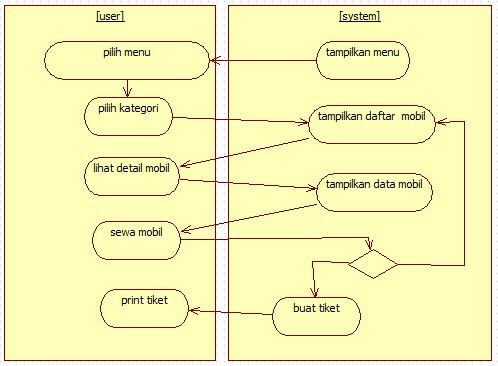 [user]
[system]
pilih menu
tampilkan menu
pilih kategori
tampilkan daftar mobil
lihat detail mobil
tampilkan data mobil
sewa mobil
print tiket
buat tiket